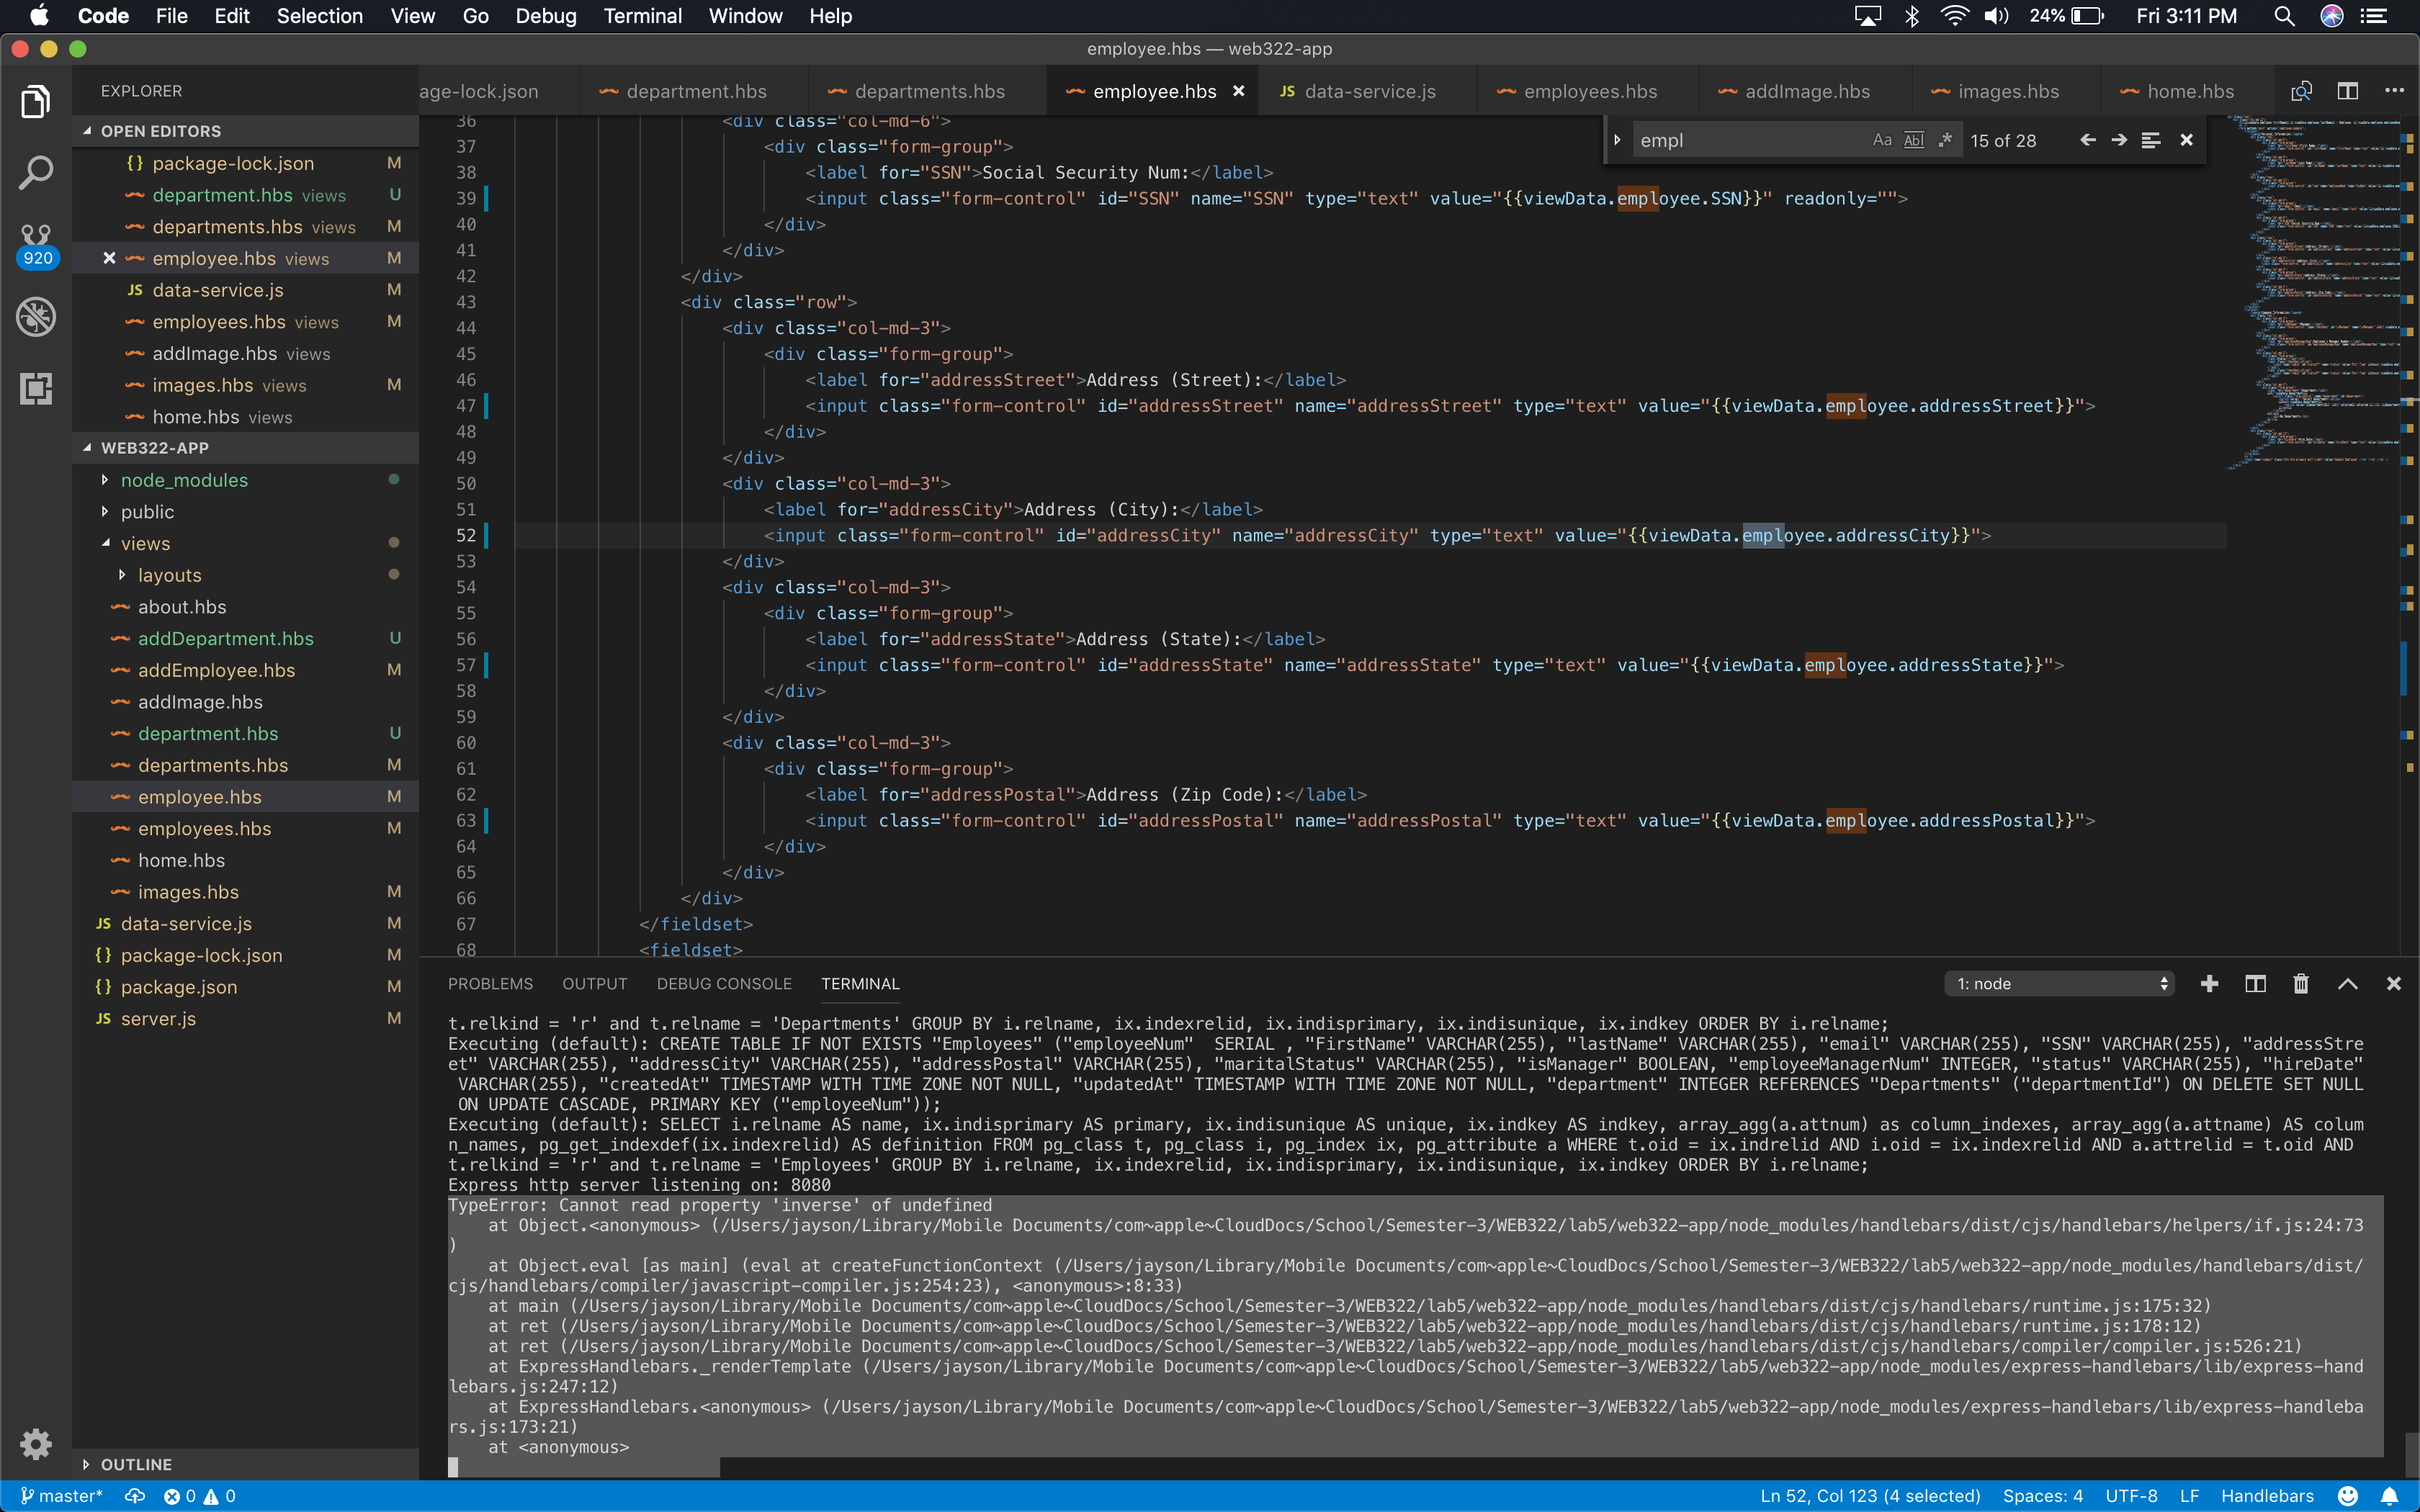 Code File Edit Selection View Go Debug Terminal Window Help 24% Fri 3:11 PM
employee.hbs — web322-app
EXPLORER
age-lock.json department.hbs departments.hbs employee.hbs JS data-service.js employees.hbs addImage.hbs images.hbs home.hbs
OPEN EDITORS
{} package-lock.json M
department.hbs views U
departments.hbs views M
employee.hbs views M
JS data-service.js M
employees.hbs views M
addImage.hbs views
images.hbs views M
home.hbs views
920
WEB322-APP
node_modules
public
views
layouts
about.hbs
addDepartment.hbs U
addEmployee.hbs M
addImage.hbs
department.hbs U
departments.hbs M
employee.hbs M
employees.hbs M
home.hbs
images.hbs M
JS data-service.js M
{} package-lock.json M
{} package.json M
JS server.js M
OUTLINE
empl Aa Abl .* 15 of 28
36 <div class="col-md-6">
37 <div class="form-group">
38 <label for="SSN">Social Security Num:</label>
39 <input class="form-control" id="SSN" name="SSN" type="text" value="{{viewData.employee.SSN}}" readonly="">
40 </div>
41 </div>
42 </div>
43 <div class="row">
44 <div class="col-md-3">
45 <div class="form-group">
46 <label for="addressStreet">Address (Street):</label>
47 <input class="form-control" id="addressStreet" name="addressStreet" type="text" value="{{viewData.employee.addressStreet}}">
48 </div>
49 </div>
50 <div class="col-md-3">
51 <label for="addressCity">Address (City):</label>
52 <input class="form-control" id="addressCity" name="addressCity" type="text" value="{{viewData.employee.addressCity}}">
53 </div>
54 <div class="col-md-3">
55 <div class="form-group">
56 <label for="addressState">Address (State):</label>
57 <input class="form-control" id="addressState" name="addressState" type="text" value="{{viewData.employee.addressState}}">
58 </div>
59 </div>
60 <div class="col-md-3">
61 <div class="form-group">
62 <label for="addressPostal">Address (Zip Code):</label>
63 <input class="form-control" id="addressPostal" name="addressPostal" type="text" value="{{viewData.employee.addressPostal}}">
64 </div>
65 </div>
66 </div>
67 </fieldset>
68 <fieldset>
PROBLEMS OUTPUT DEBUG CONSOLE TERMINAL 1: node
t.relkind = 'r' and t.relname = 'Departments' GROUP BY i.relname, ix.indexrelid, ix.indisprimary, ix.indisunique, ix.indkey ORDER BY i.relname;
Executing (default): CREATE TABLE IF NOT EXISTS "Employees" ("employeeNum"  SERIAL , "FirstName" VARCHAR(255), "lastName" VARCHAR(255), "email" VARCHAR(255), "SSN" VARCHAR(255), "addressStre
et" VARCHAR(255), "addressCity" VARCHAR(255), "addressPostal" VARCHAR(255), "maritalStatus" VARCHAR(255), "isManager" BOOLEAN, "employeeManagerNum" INTEGER, "status" VARCHAR(255), "hireDate"
VARCHAR(255), "createdAt" TIMESTAMP WITH TIME ZONE NOT NULL, "updatedAt" TIMESTAMP WITH TIME ZONE NOT NULL, "department" INTEGER REFERENCES "Departments" ("departmentId") ON DELETE SET NULL
ON UPDATE CASCADE, PRIMARY KEY ("employeeNum"));
Executing (default): SELECT i.relname AS name, ix.indisprimary AS primary, ix.indisunique AS unique, ix.indkey AS indkey, array_agg(a.attnum) as column_indexes, array_agg(a.attname) AS colum
n_names, pg_get_indexdef(ix.indexrelid) AS definition FROM pg_class t, pg_class i, pg_index ix, pg_attribute a WHERE t.oid = ix.indrelid AND i.oid = ix.indexrelid AND a.attrelid = t.oid AND
t.relkind = 'r' and t.relname = 'Employees' GROUP BY i.relname, ix.indexrelid, ix.indisprimary, ix.indisunique, ix.indkey ORDER BY i.relname;
Express http server listening on: 8080
TypeError: Cannot read property 'inverse' of undefined
at Object.<anonymous> (/Users/jayson/Library/Mobile Documents/com~apple~CloudDocs/School/Semester-3/WEB322/lab5/web322-app/node_modules/handlebars/dist/cjs/handlebars/helpers/if.js:24:73
)
at Object.eval [as main] (eval at createFunctionContext (/Users/jayson/Library/Mobile Documents/com~apple~CloudDocs/School/Semester-3/WEB322/lab5/web322-app/node_modules/handlebars/dist/
cjs/handlebars/compiler/javascript-compiler.js:254:23), <anonymous>:8:33)
at main (/Users/jayson/Library/Mobile Documents/com~apple~CloudDocs/School/Semester-3/WEB322/lab5/web322-app/node_modules/handlebars/dist/cjs/handlebars/runtime.js:175:32)
at ret (/Users/jayson/Library/Mobile Documents/com~apple~CloudDocs/School/Semester-3/WEB322/lab5/web322-app/node_modules/handlebars/dist/cjs/handlebars/runtime.js:178:12)
at ret (/Users/jayson/Library/Mobile Documents/com~apple~CloudDocs/School/Semester-3/WEB322/lab5/web322-app/node_modules/handlebars/dist/cjs/handlebars/compiler/compiler.js:526:21)
at ExpressHandlebars._renderTemplate (/Users/jayson/Library/Mobile Documents/com~apple~CloudDocs/School/Semester-3/WEB322/lab5/web322-app/node_modules/express-handlebars/lib/express-hand
lebars.js:247:12)
at ExpressHandlebars.<anonymous> (/Users/jayson/Library/Mobile Documents/com~apple~CloudDocs/School/Semester-3/WEB322/lab5/web322-app/node_modules/express-handlebars/lib/express-handleba
rs.js:173:21)
at <anonymous>
master* 0 0 Ln 52, Col 123 (4 selected) Spaces: 4 UTF-8 LF Handlebars